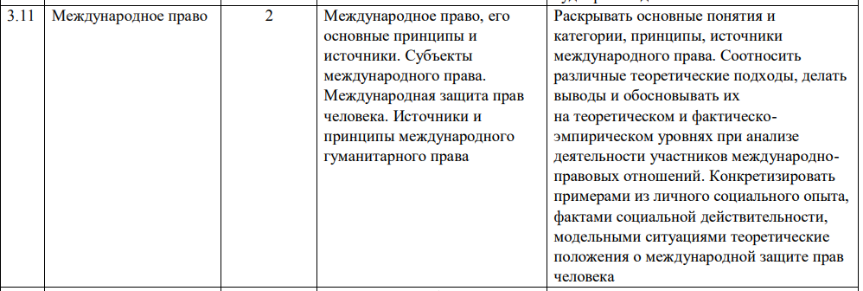 3.11
Международное право
2
Международное право, его
основные принципы и
источники. Субъекты
международного права.
Международная защита прав
человека. Источники и
принципы международного
гуманитарного права
Раскрывать основные понятия и
категории, принципы, источники
международного права. Соотносить
различные теоретические подходы, делать
выводы и обосновывать их
на теоретическом и фактическо-
эмпирическом уровнях при анализе
деятельности участников международно-
правовых отношений. Конкретизировать
примерами из личного социального опыта,
фактами социальной действительности,
модельными ситуациями теоретические
положения о международной защите прав
человека